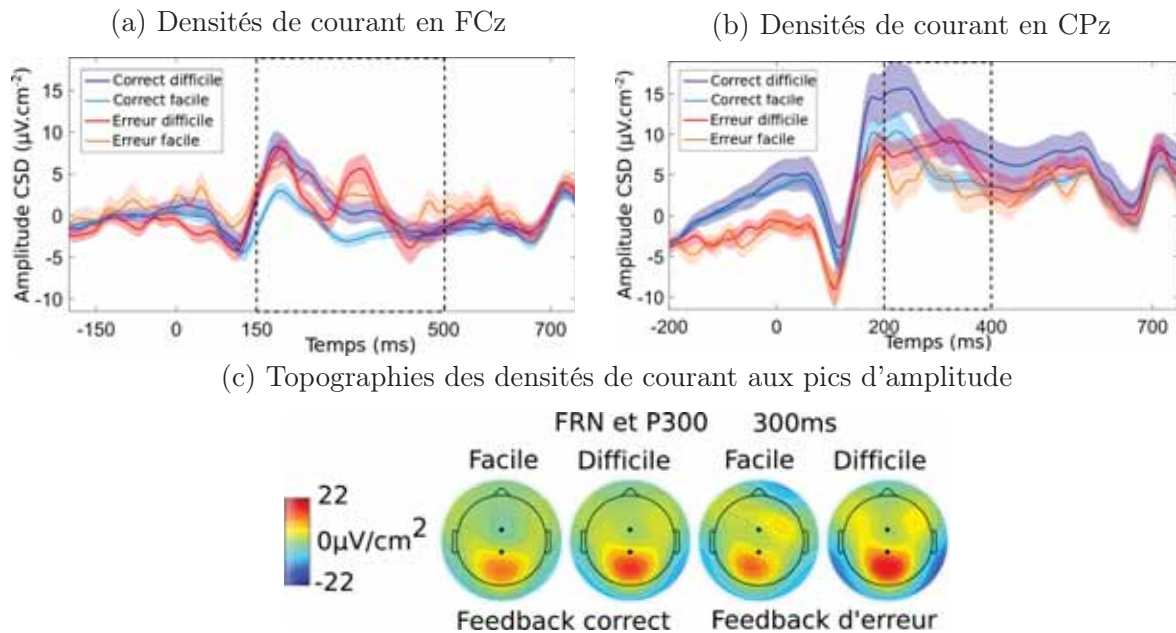 (a) Densités de courant en FCz
Amplitude CSD (µV.cm-2)
15
10
5
0
-5
-10
Correct difficile
Correct facile
Erreur difficile
Erreur facile
-150
0
150
500
700
Temps (ms)
(b) Densités de courant en CPz
Amplitude CSD (µV.cm-2)
15
10
5
0
-5
-10
Correct difficile
Correct facile
Erreur difficile
Erreur facile
-200
0
200
400
700
Temps (ms)
(c) Topographies des densités de courant aux pics d'amplitude
FRN et P300 300ms
Facile Difficile Facile Difficile
22
0µV/cm2
-22
Feedback correct Feedback d'erreur